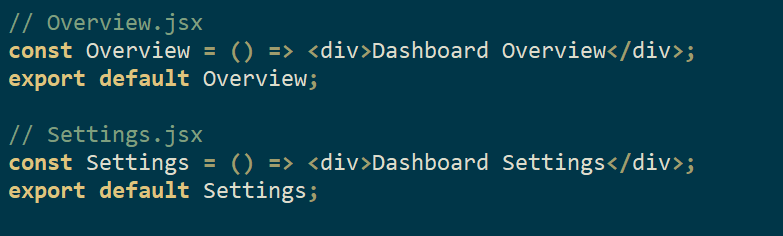 // Overview.jsx
const Overview = () => <div>Dashboard Overview</div>;
export default Overview;

// Settings.jsx
const Settings = () => <div>Dashboard Settings</div>;
export default Settings;